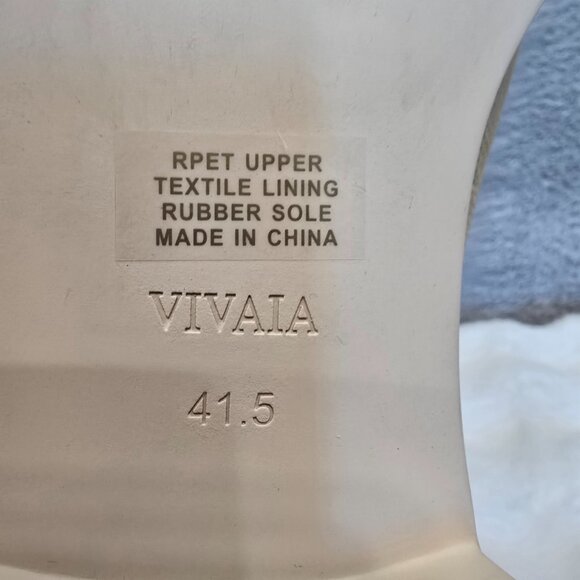 RPET UPPER
TEXTILE LINING
RUBBER SOLE
MADE IN CHINA
VIVAIA
41.5